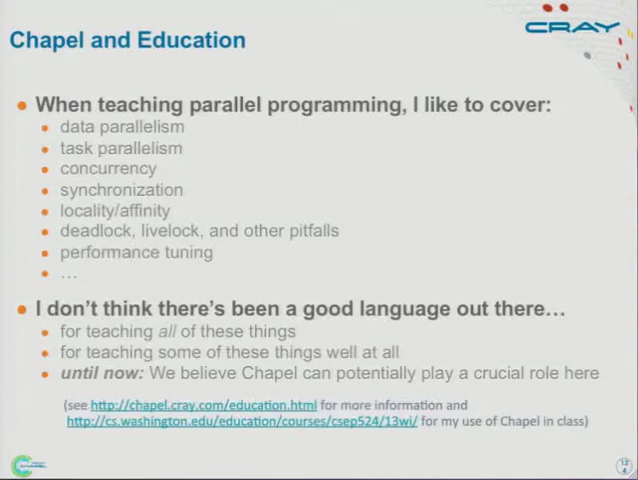 CRAY
Chapel and Education
When teaching parallel programming, I like to cover:
data parallelism
task parallelism
concurrency
synchronization
locality/affinity
deadlock, livelock, and other pitfalls
performance tuning
…
I don't think there's been a good language out there…
for teaching all of these things
for teaching some of these things well at all
until now: We believe Chapel can potentially play a crucial role here
(see http://chapel.cray.com/education.html for more information and
http://cs.washington.edu/education/courses/csep524/13wi/ for my use of Chapel in class)
CHAPEL